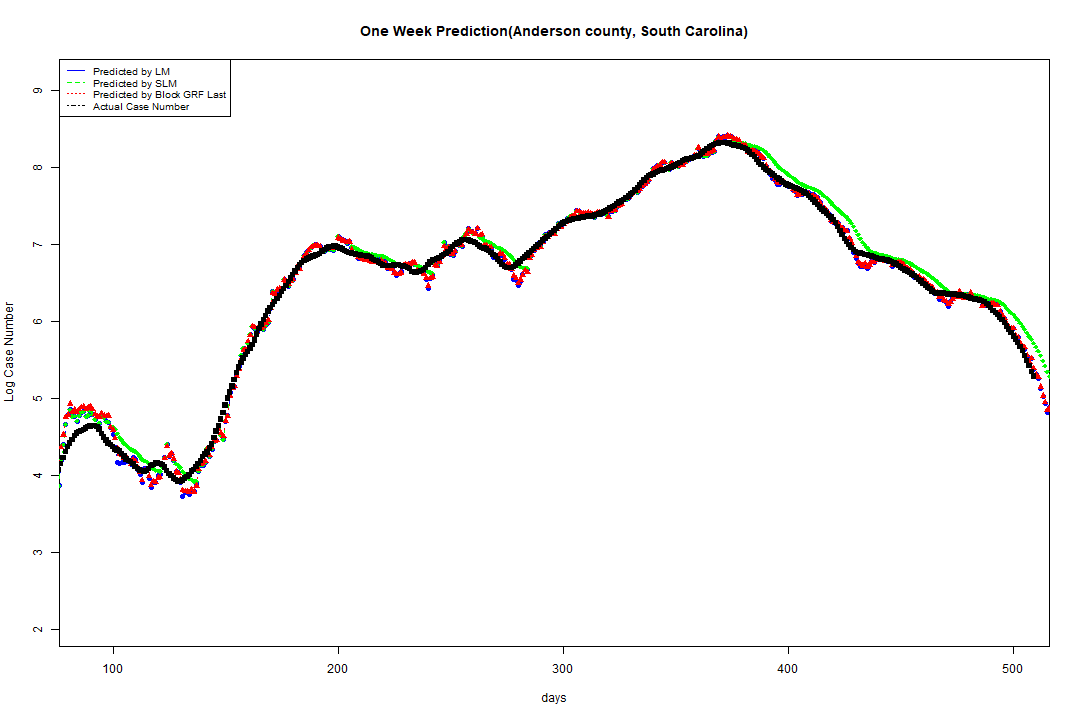 One Week Prediction(Anderson county, South Carolina)
Predicted by LM
Predicted by SLM
Predicted by Block GRF Last
Actual Case Number
9
8
7
6
5
4
3
2
Log Case Number
100 200 300 400 500
days